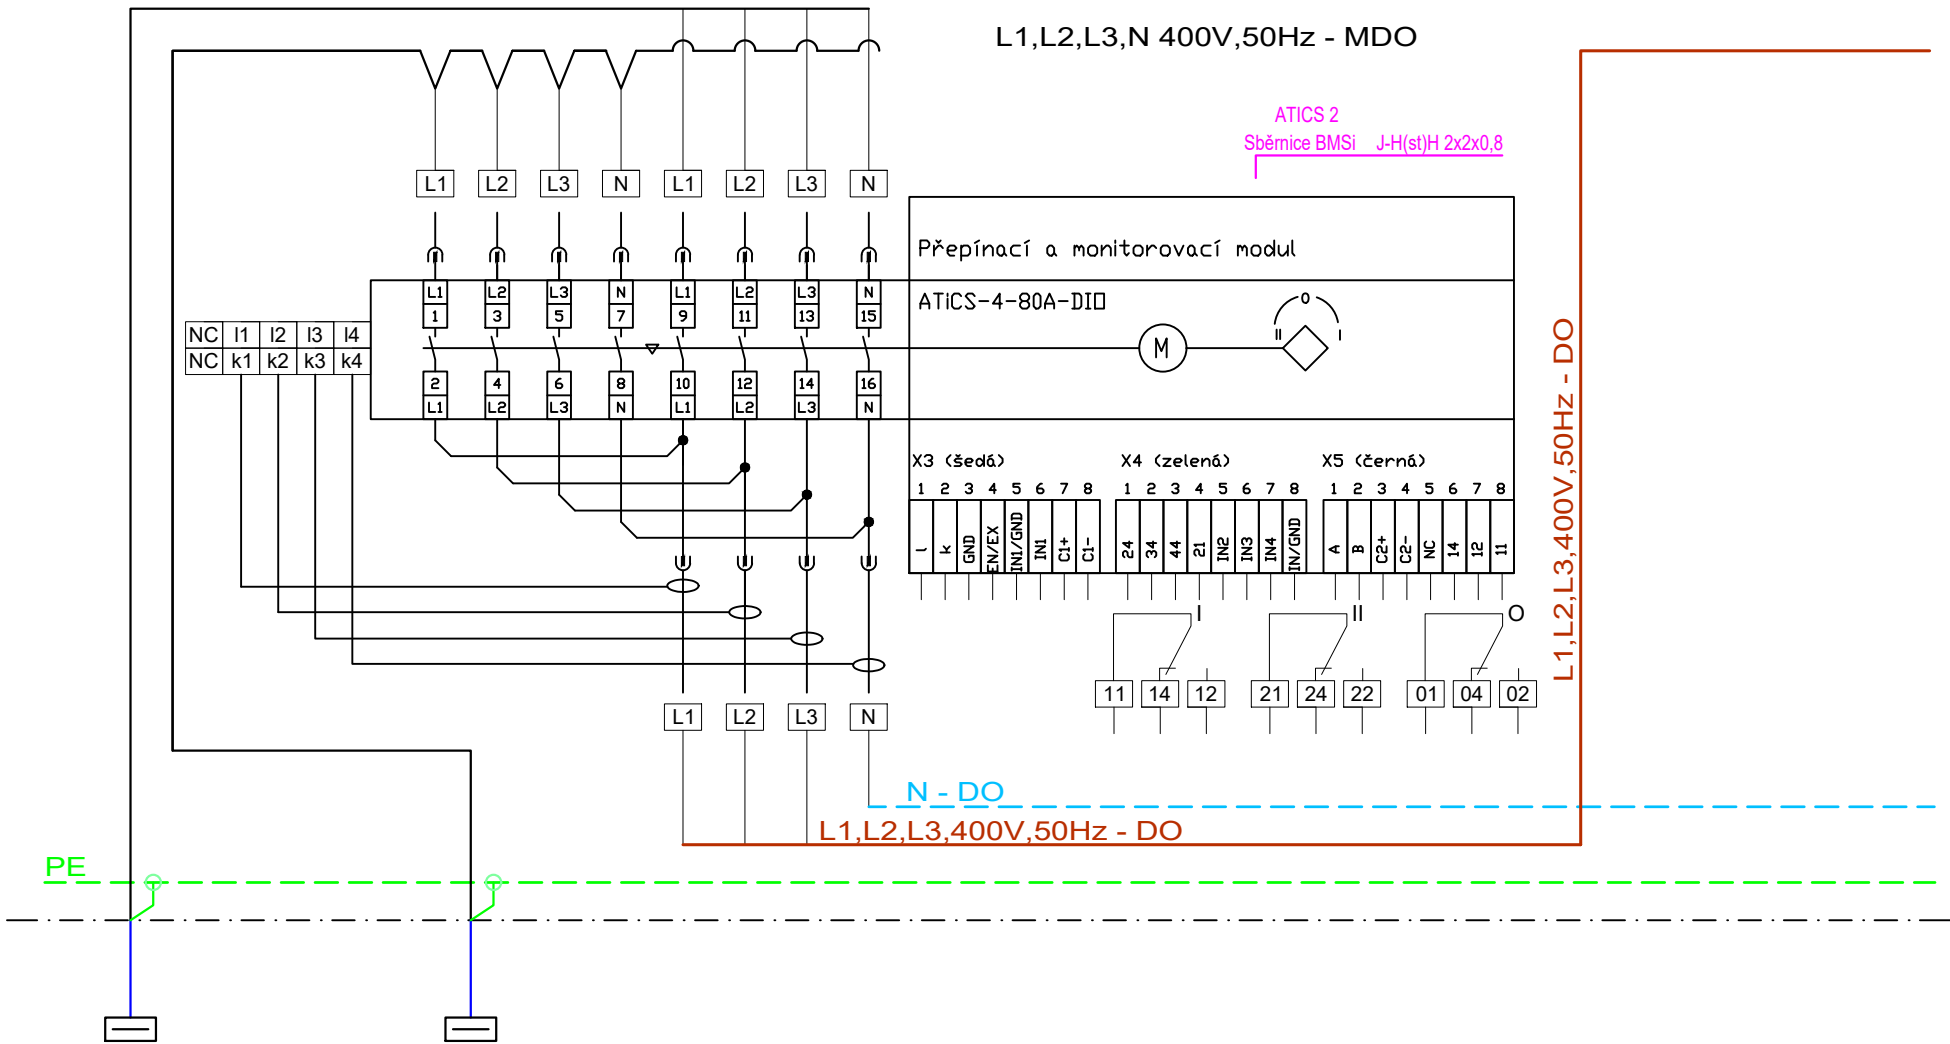 L1,L2,L3,N 400V,50Hz - MDO
ATICS 2
Sběrnice BMSi J-H(st)H 2x2x0,8
L1 L2 L3 N L1 L2 L3 N
Přepínací a monitorovací modul
ATiCS-4-80A-DIO
L1 L2 L3 N L1 L2 L3 N
1 3 5 7 9 11 13 15
0
II I
M
NC l1 l2 l3 l4
NC k1 k2 k3 k4
2 4 6 8 10 12 14 16
L1 L2 L3 N L1 L2 L3 N
X3 (šedá) X4 (zelená) X5 (černá)
1 2 3 4 5 6 7 8 1 2 3 4 5 6 7 8 1 2 3 4 5 6 7 8
l k GND EN/EX IN1/GND IN1 C1+ C1- 24 34 44 21 IN2 IN3 IN4 IN/GND A B C2+ C2- NC 14 12 11
I II O
11 14 12 21 24 22 01 04 02
L1 L2 L3 N
L1,L2,L3,400V,50Hz - DO
N - DO
L1,L2,L3,400V,50Hz - DO
PE